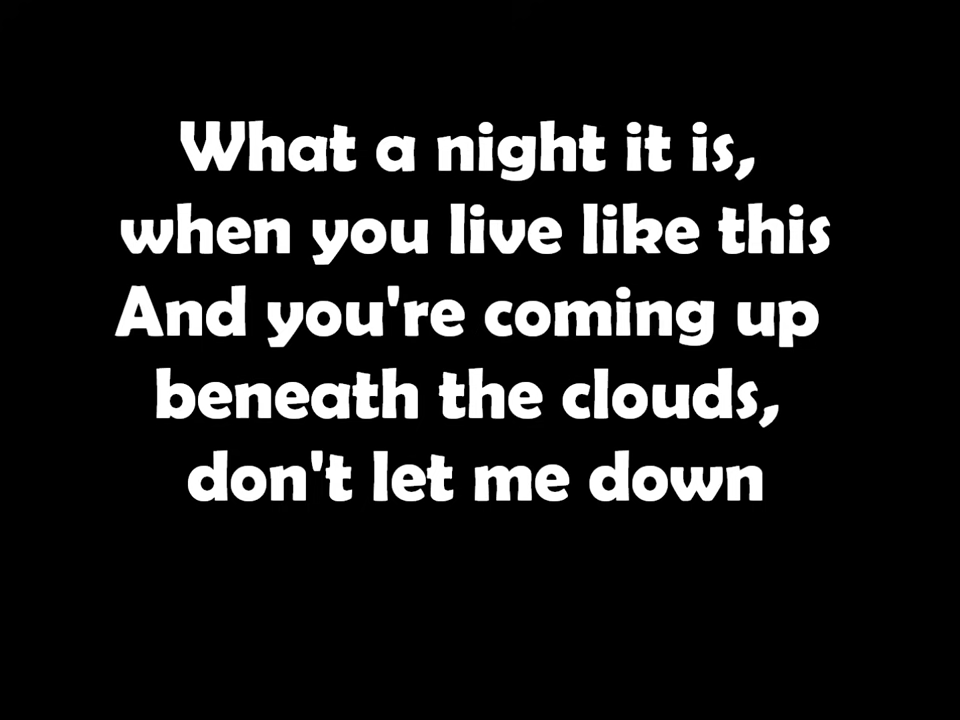 What a night it is,
when you live like this
And you're coming up
beneath the clouds,
don't let me down